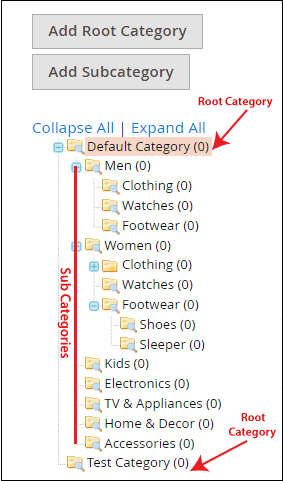 Add Root Category
Add Subcategory
Root Category
Collapse All | Expand All
Default Category (0)
Men (0)
Clothing (0)
Watches (0)
Footwear (0)
Women (0)
Clothing (0)
Watches (0)
Footwear (0)
Shoes (0)
Sleeper (0)
Sub Categories
Kids (0)
Electronics (0)
TV & Appliances (0)
Home & Decor (0)
Accessories (0)
Root
Category
Test Category (0)